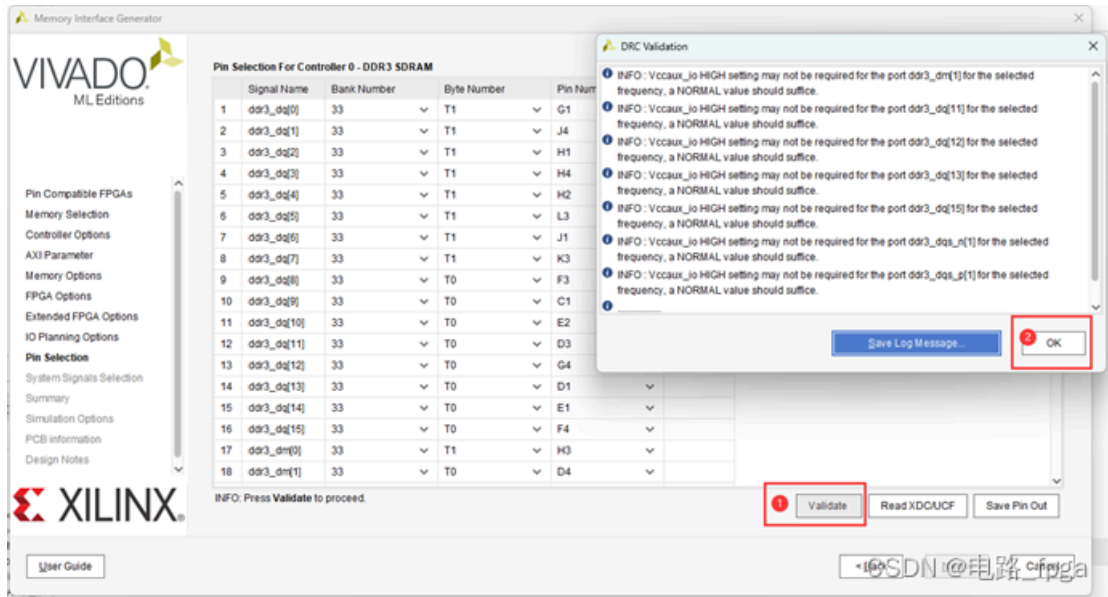 Memory Interface Generator
VIVADO
ML Editions
Pin Compatible FPGAs
Memory Selection
Controller Options
AXI Parameter
Memory Options
FPGA Options
Extended FPGA Options
IO Planning Options
Pin Selection
System Signals Selection
Summary
Simulation Options
PCB information
Design Notes
XILINX
User Guide
Pin Selection For Controller 0 - DDR3 SDRAM
Signal Name Bank Number Byte Number Pin Num
1 ddr3_dq[0] 33 T1 G1
2 ddr3_dq[1] 33 T1 J4
3 ddr3_dq[2] 33 T1 H1
4 ddr3_dq[3] 33 T1 H4
5 ddr3_dq[4] 33 T1 H2
6 ddr3_dq[5] 33 T1 L3
7 ddr3_dq[6] 33 T1 J1
8 ddr3_dq[7] 33 T1 K3
9 ddr3_dq[8] 33 T0 F3
10 ddr3_dq[9] 33 T0 C1
11 ddr3_dq[10] 33 T0 E2
12 ddr3_dq[11] 33 T0 D3
13 ddr3_dq[12] 33 T0 G4
14 ddr3_dq[13] 33 T0 D1
15 ddr3_dq[14] 33 T0 E1
16 ddr3_dq[15] 33 T0 F4
17 ddr3_dm[0] 33 T1 H3
18 ddr3_dm[1] 33 T0 D4
INFO: Press Validate to proceed.
DRC Validation
INFO : Vccaux_io HIGH setting may not be required for the port ddr3_dm[1] for the selected
frequency, a NORMAL value should suffice.
INFO : Vccaux_io HIGH setting may not be required for the port ddr3_dq[11] for the selected
frequency, a NORMAL value should suffice.
INFO : Vccaux_io HIGH setting may not be required for the port ddr3_dq[12] for the selected
frequency, a NORMAL value should suffice.
INFO : Vccaux_io HIGH setting may not be required for the port ddr3_dq[13] for the selected
frequency, a NORMAL value should suffice.
INFO : Vccaux_io HIGH setting may not be required for the port ddr3_dq[15] for the selected
frequency, a NORMAL value should suffice.
INFO : Vccaux_io HIGH setting may not be required for the port ddr3_dqs_n[1] for the selected
frequency, a NORMAL value should suffice.
INFO : Vccaux_io HIGH setting may not be required for the port ddr3_dqs_p[1] for the selected
frequency, a NORMAL value should suffice.
Save Log Message...
2 OK
1 Validate Read XDC/UCF Save Pin Out
< Back Cancel
CSDN @电路_fpga